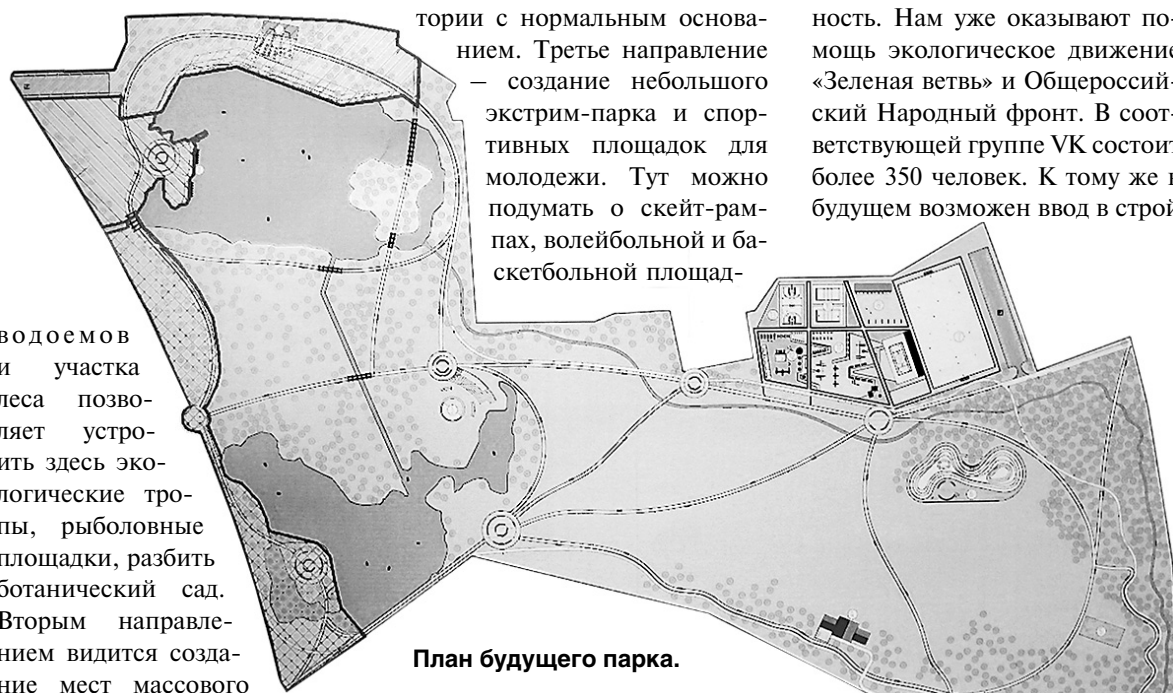 водоемов
и участка
леса позво-
ляет устро-
ить здесь эко-
логические тро-
пы, рыболовные
площадки, разбить
ботанический сад.
Вторым направле-
нием видится созда-
ние мест массового
тории с нормальным основа-
нием. Третье направление
– создание небольшого
экстрим-парка и спор-
тивных площадок для
молодежи. Тут можно
подумать о скейт-рам-
пах, волейбольной и ба-
скетбольной площад-
ность. Нам уже оказывают по-
мощь экологическое движение
«Зеленая ветвь» и Общероссий-
ский Народный фронт. В соот-
ветствующей группе VK состоит
более 350 человек. К тому же в
будущем возможен ввод в строй
План будущего парка.